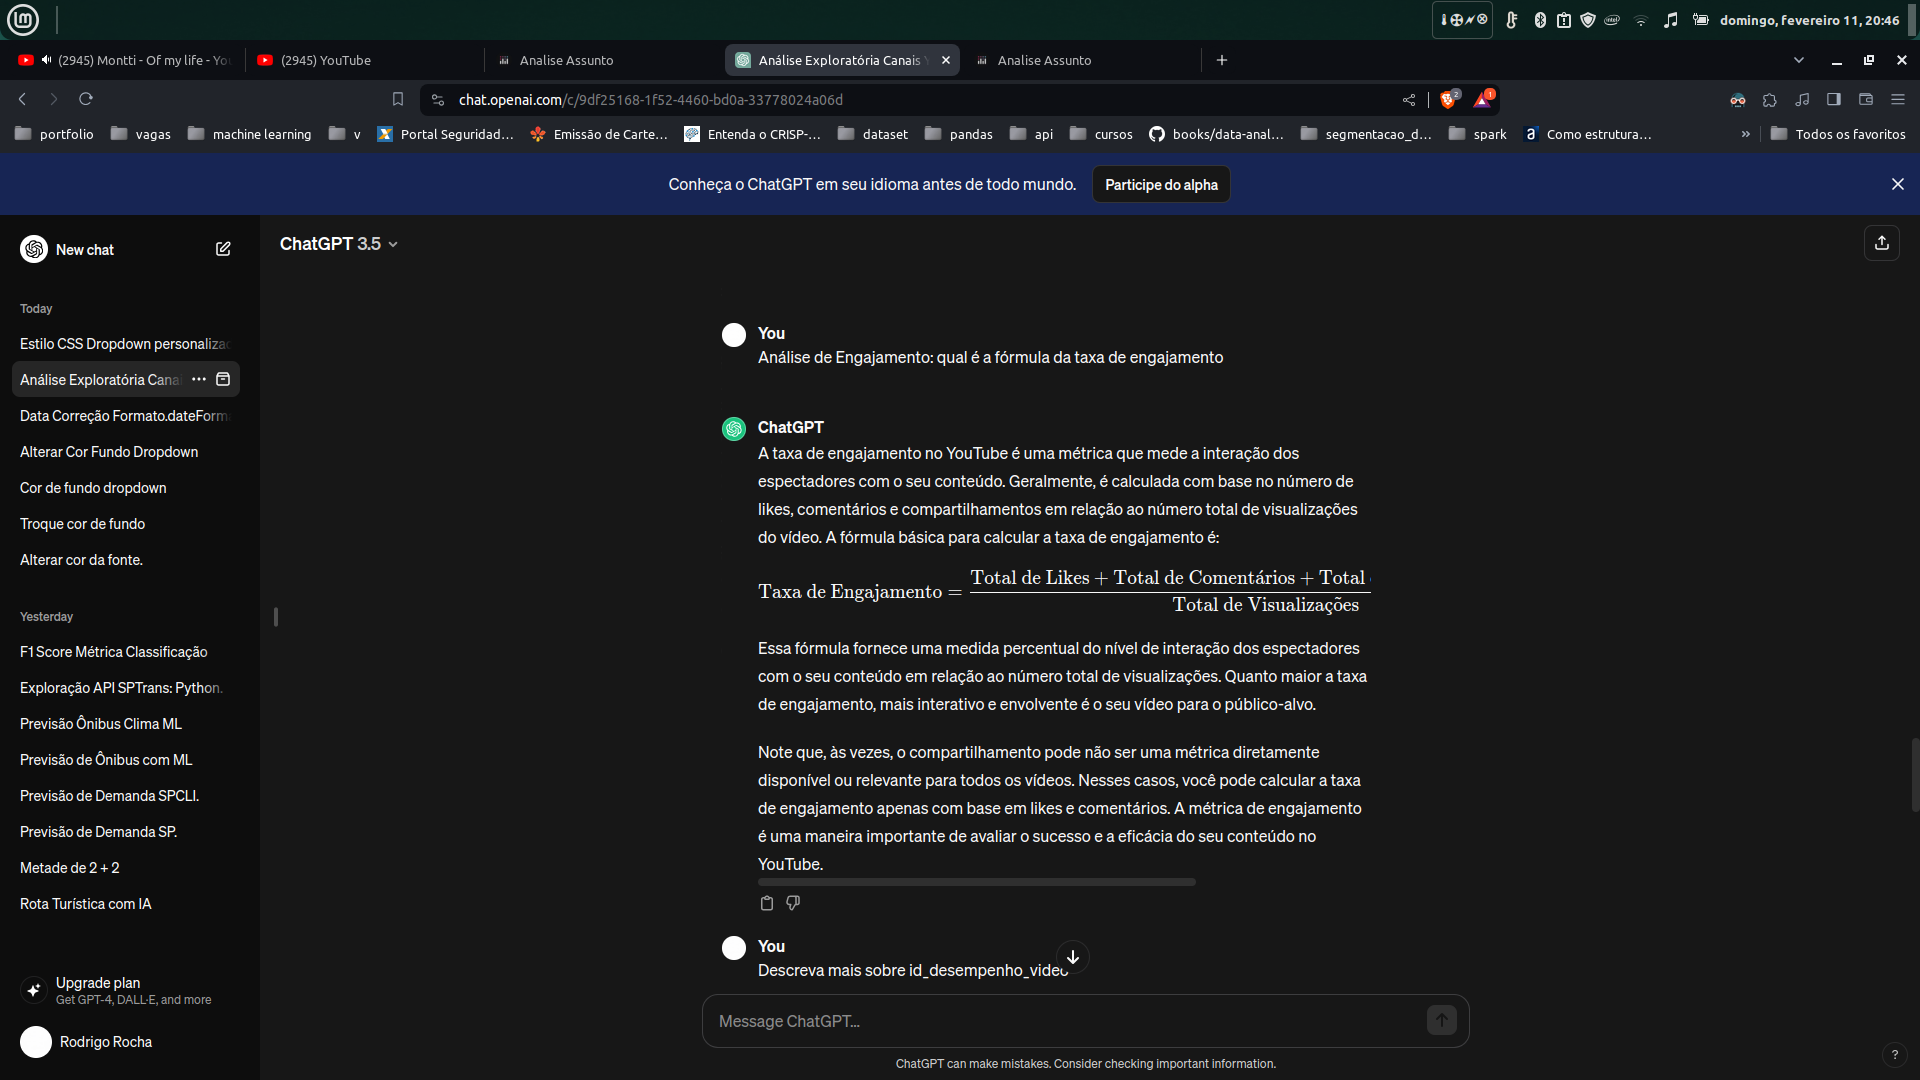 domingo, fevereiro 11, 20:46
(2945) Montti - Of my life - Yo
(2945) YouTube
Analise Assunto
Análise Exploratória Canais Y
Analise Assunto
chat.openai.com/c/9df25168-1f52-4460-bd0a-33778024a06d
2
1
portfolio
vagas
machine learning
v
Portal Seguridad...
Emissão de Carte...
Entenda o CRISP-...
dataset
pandas
api
cursos
books/data-anal...
segmentacao_d...
spark
Como estrutura...
»
Todos os favoritos
Conheça o ChatGPT em seu idioma antes de todo mundo.
Participe do alpha
New chat
ChatGPT 3.5
Today
Estilo CSS Dropdown personalizac
Análise Exploratória Cana
Data Correção Formato.dateForm
Alterar Cor Fundo Dropdown
Cor de fundo dropdown
Troque cor de fundo
Alterar cor da fonte.
Yesterday
F1 Score Métrica Classificação
Exploração API SPTrans: Python.
Previsão Ônibus Clima ML
Previsão de Ônibus com ML
Previsão de Demanda SPCLI.
Previsão de Demanda SP.
Metade de 2 + 2
Rota Turística com IA
Upgrade plan
Get GPT-4, DALL·E, and more
Rodrigo Rocha
You
Análise de Engajamento: qual é a fórmula da taxa de engajamento
ChatGPT
A taxa de engajamento no YouTube é uma métrica que mede a interação dos
espectadores com o seu conteúdo. Geralmente, é calculada com base no número de
likes, comentários e compartilhamentos em relação ao número total de visualizações
do vídeo. A fórmula básica para calcular a taxa de engajamento é:
Taxa de Engajamento = Total de Likes + Total de Comentários + Total
Total de Visualizações
Essa fórmula fornece uma medida percentual do nível de interação dos espectadores
com o seu conteúdo em relação ao número total de visualizações. Quanto maior a taxa
de engajamento, mais interativo e envolvente é o seu vídeo para o público-alvo.
Note que, às vezes, o compartilhamento pode não ser uma métrica diretamente
disponível ou relevante para todos os vídeos. Nesses casos, você pode calcular a taxa
de engajamento apenas com base em likes e comentários. A métrica de engajamento
é uma maneira importante de avaliar o sucesso e a eficácia do seu conteúdo no
YouTube.
You
Descreva mais sobre id_desempenho_video
Message ChatGPT...
ChatGPT can make mistakes. Consider checking important information.
?